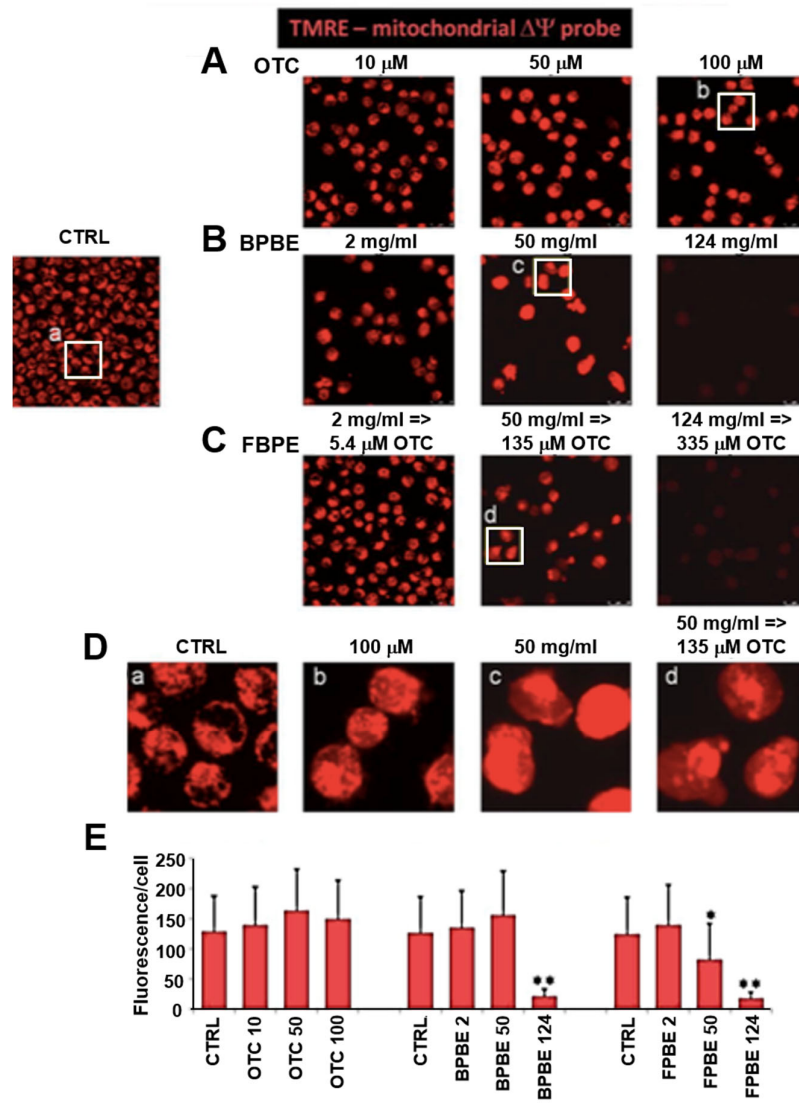 TMRE – mitochondrial ΔΨ probe
A OTC 10 µM 50 µM 100 µM
b
CTRL
a
B BPBE 2 mg/ml 50 mg/ml 124 mg/ml
c
C FBPE 2 mg/ml => 50 mg/ml => 124 mg/ml =>
5.4 µM OTC 135 µM OTC 335 µM OTC
d
50 mg/ml =>
D CTRL 100 µM 50 mg/ml 135 µM OTC
a b c d
E
Fluorescence/cell
250
200
150
100
50
0
* ** **
CTRL
OTC 10
OTC 50
OTC 100
CTRL
BPBE 2
BPBE 50
BPBE 124
CTRL
FPBE 2
FPBE 50
FPBE 124